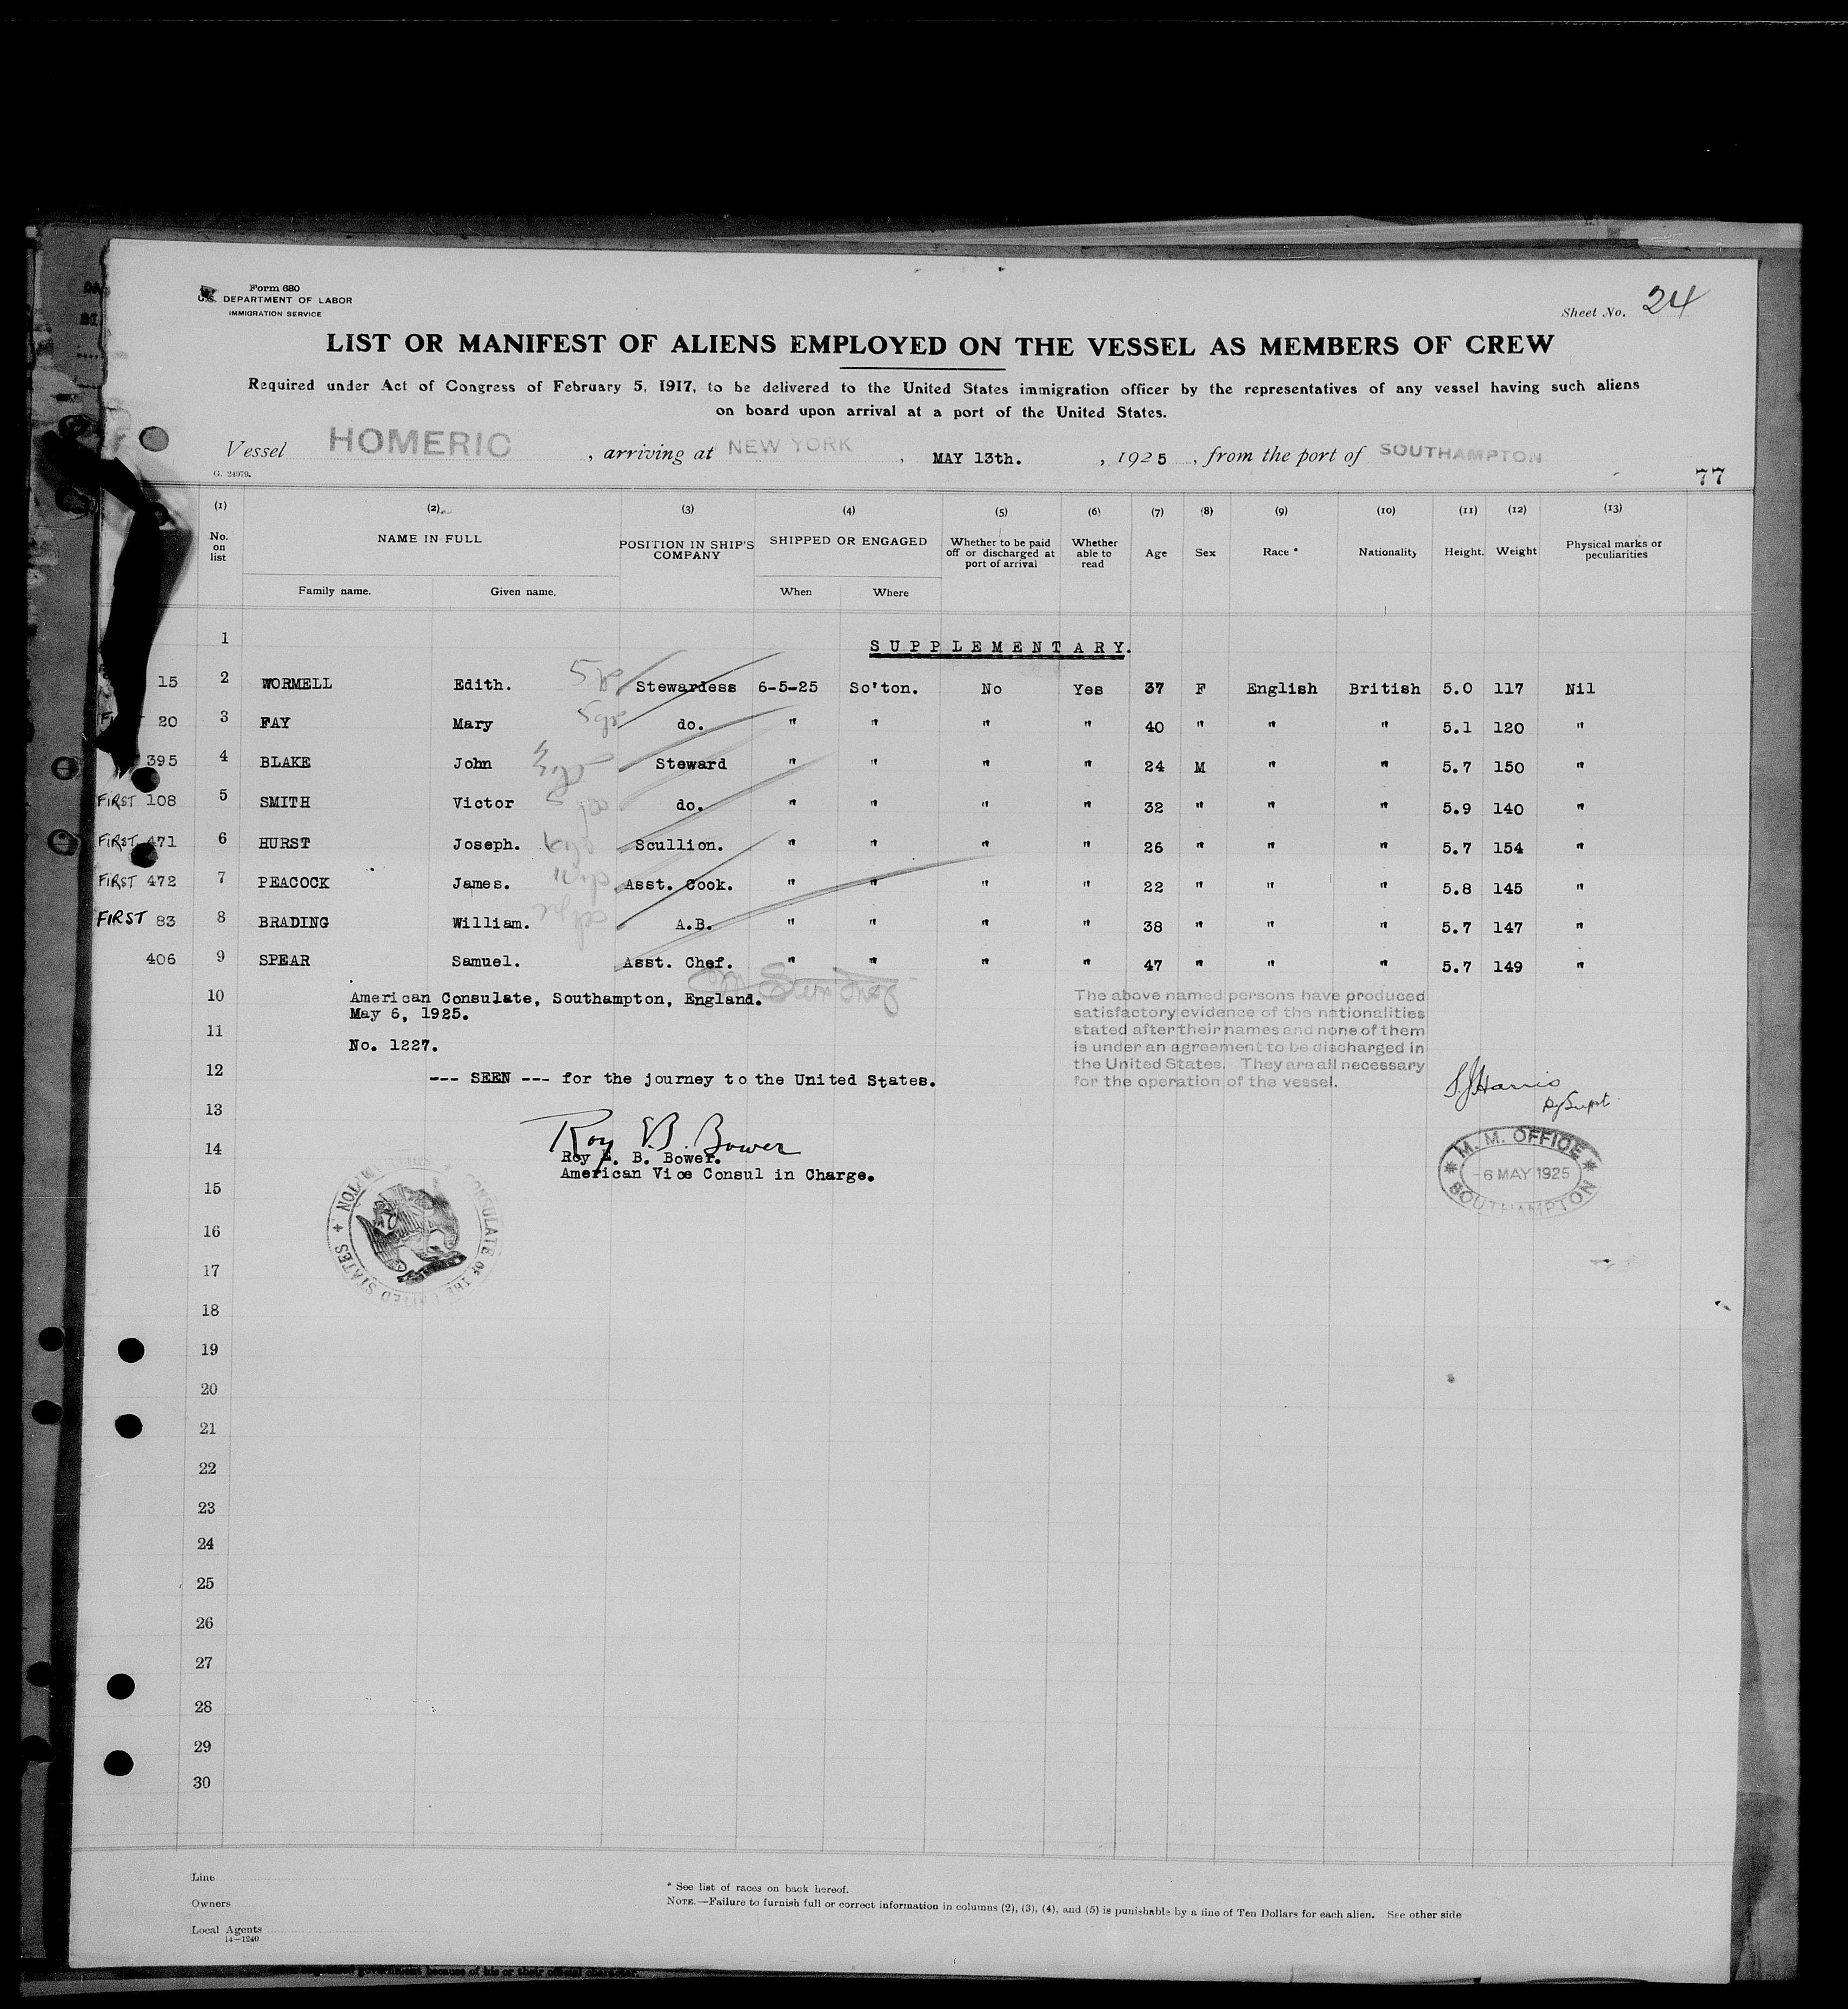 Form 680
U.S. DEPARTMENT OF LABOR
IMMIGRATION SERVICE
Sheet No. 24
LIST OR MANIFEST OF ALIENS EMPLOYED ON THE VESSEL AS MEMBERS OF CREW
Required under Act of Congress of February 5, 1917, to be delivered to the United States immigration officer by the representatives of any vessel having such aliens
on board upon arrival at a port of the United States.
Vessel HOMERIC, arriving at NEW YORK, MAY 13th., 1925, from the port of SOUTHAMPTON
G. 24979.
77
(1) (2) (3) (4) (5) (6) (7) (8) (9) (10) (11) (12) (13)
No. on list NAME IN FULL POSITION IN SHIP'S COMPANY SHIPPED OR ENGAGED Whether to be paid off or discharged at port of arrival Whether able to read Age Sex Race * Nationality Height. Weight Physical marks or peculiarities
Family name. Given name. When Where
1 SUPPLEMENTARY.
15 2 WORMELL Edith. Stewardess 6-5-25 So'ton. No Yes 37 F English British 5.0 117 Nil
20 3 FAY Mary do. " " " " 40 " " " 5.1 120 "
395 4 BLAKE John Steward " " " " 24 M " " 5.7 150 "
FIRST 108 5 SMITH Victor do. " " " " 32 " " " 5.9 140 "
FIRST 471 6 HURST Joseph. Scullion. " " " " 26 " " " 5.7 154 "
FIRST 472 7 PEACOCK James. Asst. Cook. " " " " 22 " " " 5.8 145 "
FIRST 83 8 BRADING William. A.B. " " " " 38 " " " 5.7 147 "
406 9 SPEAR Samuel. Asst. Chef. " " " " 47 " " " 5.7 149 "
10 American Consulate, Southampton, England.
May 6, 1925.
11 No. 1227.
12 --- SEEN --- for the journey to the United States.
The above named persons have produced
satisfactory evidence of the nationalities
stated after their names and none of them
is under an agreement to be discharged in
the United States. They are all necessary
for the operation of the vessel.
S.J. Harris
Dy Supt
13
Roy E.B. Bower
14 Roy E. B. Bower.
American Vice Consul in Charge.
M. M. OFFICE
-6 MAY 1925
SOUTHAMPTON
15
CONSULATE OF THE UNITED STATES
16
17
18
19
20
21
22
23
24
25
26
27
28
29
30
Line
Owners
Local Agents
14—1240
* See list of races on back hereof.
NOTE.—Failure to furnish full or correct information in columns (2), (3), (4), and (5) is punishable by a fine of Ten Dollars for each alien. See other side